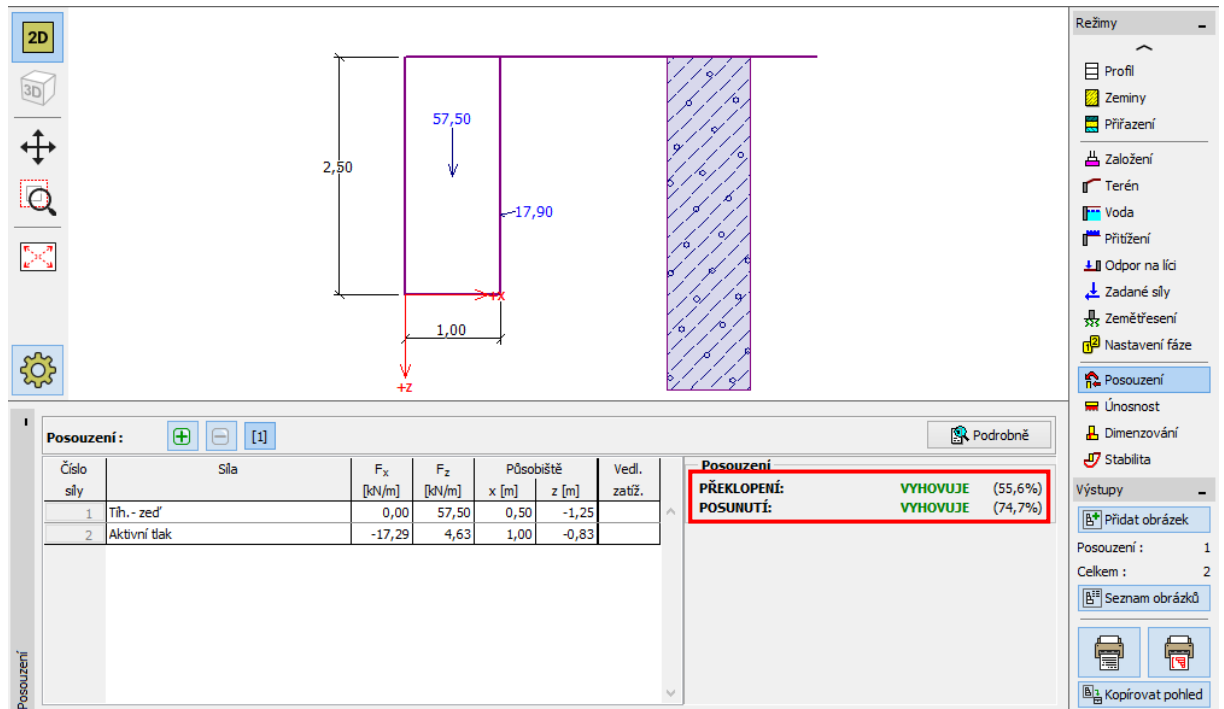 2D
3D
57,50
2,50
17,90
+x
1,00
+z
Posouzení :
[1]
Podrobně
Číslo síly
Síla
Fx [kN/m]
Fz [kN/m]
Působiště
x [m]
z [m]
Vedl. zatíž.
1 Tíh.- zeď 0,00 57,50 0,50 -1,25
2 Aktivní tlak -17,29 4,63 1,00 -0,83
Posouzení
PŘEKLOPENÍ: VYHOVUJE (55,6%)
POSUNUTÍ: VYHOVUJE (74,7%)
Posouzení
Režimy
Profil
Zeminy
Přiřazení
Založení
Terén
Voda
Přitížení
Odpor na líci
Zadané síly
Zemětřesení
Nastavení fáze
Posouzení
Únosnost
Dimenzování
Stabilita
Výstupy
Přidat obrázek
Posouzení : 1
Celkem : 2
Seznam obrázků
Kopírovat pohled